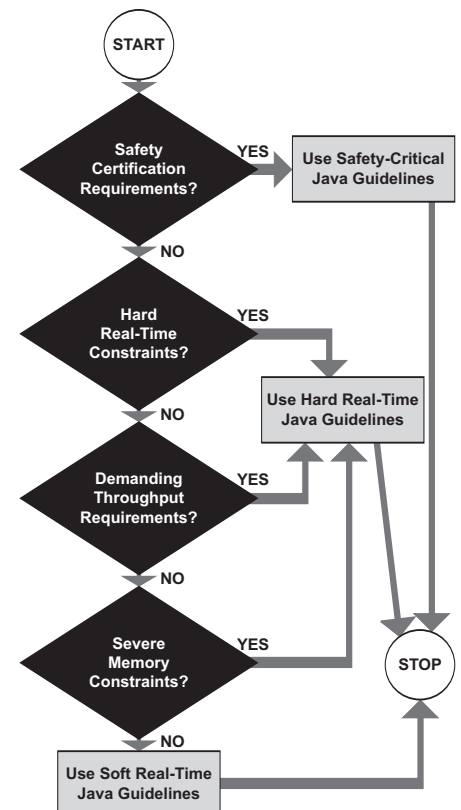 START
Safety
Certification
Requirements?
YES
Use Safety-Critical
Java Guidelines
NO
Hard
Real-Time
Constraints?
YES
Use Hard Real-Time
Java Guidelines
NO
Demanding
Throughput
Requirements?
YES
NO
Severe
Memory
Constraints?
YES
STOP
NO
Use Soft Real-Time
Java Guidelines